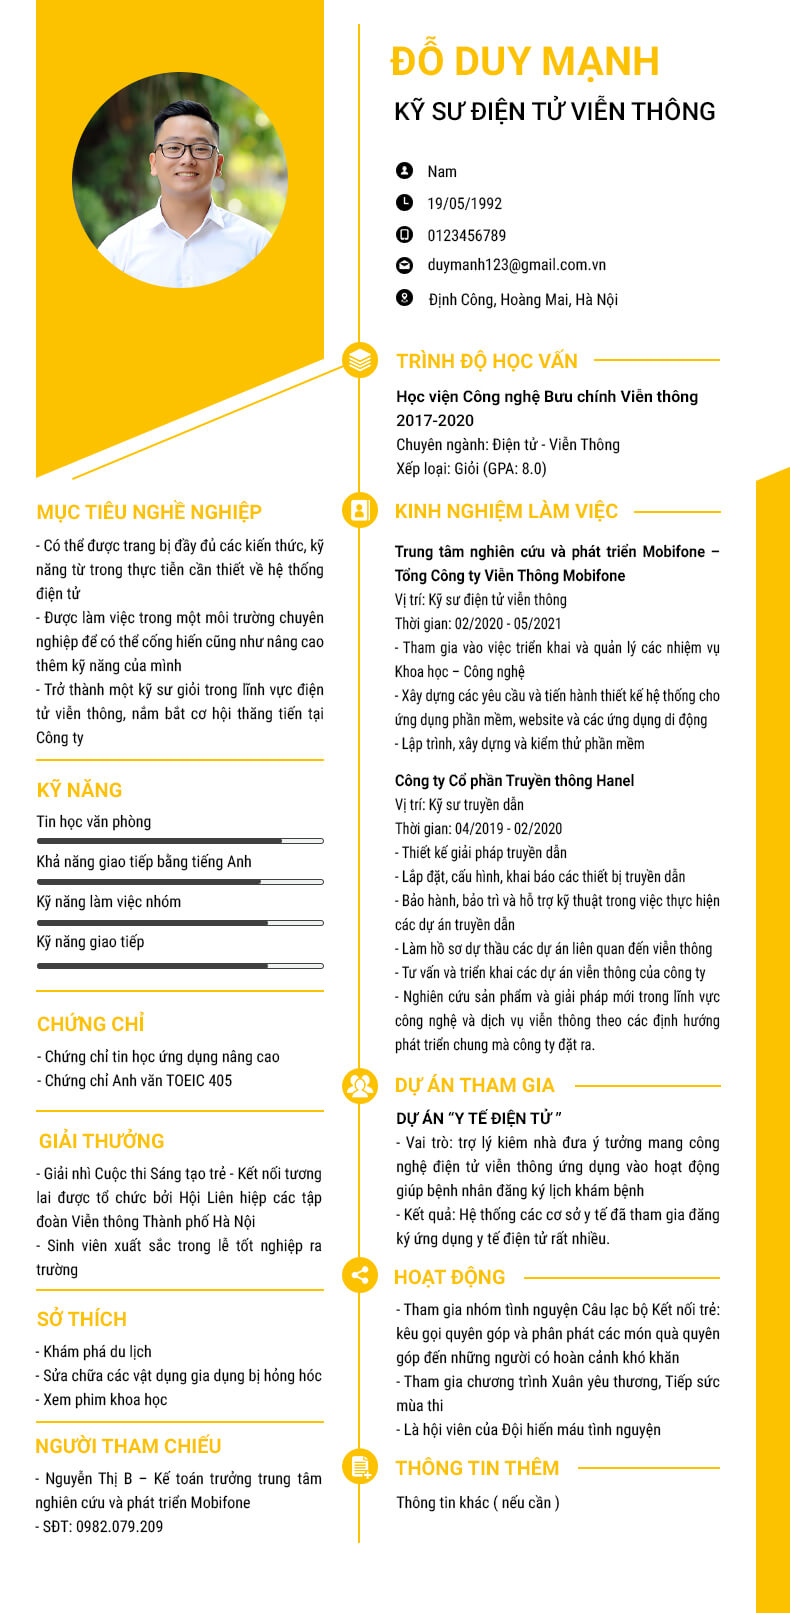 ĐỖ DUY MẠNH
KỸ SƯ ĐIỆN TỬ VIỄN THÔNG
Nam
19/05/1992
0123456789
duymanh123@gmail.com.vn
Định Công, Hoàng Mai, Hà Nội
TRÌNH ĐỘ HỌC VẤN
Học viện Công nghệ Bưu chính Viễn thông
2017-2020
Chuyên ngành: Điện tử - Viễn Thông
Xếp loại: Giỏi (GPA: 8.0)
MỤC TIÊU NGHỀ NGHIỆP
- Có thể được trang bị đầy đủ các kiến thức, kỹ
năng từ trong thực tiễn cần thiết về hệ thống
điện tử
- Được làm việc trong một môi trường chuyên
nghiệp để có thể cống hiến cũng như nâng cao
thêm kỹ năng của mình
- Trở thành một kỹ sư giỏi trong lĩnh vực điện
tử viễn thông, nắm bắt cơ hội thăng tiến tại
Công ty
KỸ NĂNG
Tin học văn phòng
Khả năng giao tiếp bằng tiếng Anh
Kỹ năng làm việc nhóm
Kỹ năng giao tiếp
CHỨNG CHỈ
- Chứng chỉ tin học ứng dụng nâng cao
- Chứng chỉ Anh văn TOEIC 405
GIẢI THƯỞNG
- Giải nhì Cuộc thi Sáng tạo trẻ - Kết nối tương
lai được tổ chức bởi Hội Liên hiệp các tập
đoàn Viễn thông Thành phố Hà Nội
- Sinh viên xuất sắc trong lễ tốt nghiệp ra
trường
SỞ THÍCH
- Khám phá du lịch
- Sửa chữa các vật dụng gia dụng bị hỏng hóc
- Xem phim khoa học
NGƯỜI THAM CHIẾU
- Nguyễn Thị B – Kế toán trưởng trung tâm
nghiên cứu và phát triển Mobifone
- SĐT: 0982.079.209
KINH NGHIỆM LÀM VIỆC
Trung tâm nghiên cứu và phát triển Mobifone –
Tổng Công ty Viễn Thông Mobifone
Vị trí: Kỹ sư điện tử viễn thông
Thời gian: 02/2020 - 05/2021
- Tham gia vào việc triển khai và quản lý các nhiệm vụ
Khoa học – Công nghệ
- Xây dựng các yêu cầu và tiến hành thiết kế hệ thống cho
ứng dụng phần mềm, website và các ứng dụng di động
- Lập trình, xây dựng và kiểm thử phần mềm
Công ty Cổ phần Truyền thông Hanel
Vị trí: Kỹ sư truyền dẫn
Thời gian: 04/2019 - 02/2020
- Thiết kế giải pháp truyền dẫn
- Lắp đặt, cấu hình, khai báo các thiết bị truyền dẫn
- Bảo hành, bảo trì và hỗ trợ kỹ thuật trong việc thực hiện
các dự án truyền dẫn
- Làm hồ sơ dự thầu các dự án liên quan đến viễn thông
- Tư vấn và triển khai các dự án viễn thông của công ty
- Nghiên cứu sản phẩm và giải pháp mới trong lĩnh vực
công nghệ và dịch vụ viễn thông theo các định hướng
phát triển chung mà công ty đặt ra.
DỰ ÁN THAM GIA
DỰ ÁN “Y TẾ ĐIỆN TỬ ”
- Vai trò: trợ lý kiêm nhà đưa ý tưởng mang công
nghệ điện tử viễn thông ứng dụng vào hoạt động
giúp bệnh nhân đăng ký lịch khám bệnh
- Kết quả: Hệ thống các cơ sở y tế đã tham gia đăng
ký ứng dụng y tế điện tử rất nhiều.
HOẠT ĐỘNG
- Tham gia nhóm tình nguyện Câu lạc bộ Kết nối trẻ:
kêu gọi quyên góp và phân phát các món quà quyên
góp đến những người có hoàn cảnh khó khăn
- Tham gia chương trình Xuân yêu thương, Tiếp sức
mùa thi
- Là hội viên của Đội hiến máu tình nguyện
THÔNG TIN THÊM
Thông tin khác ( nếu cần )